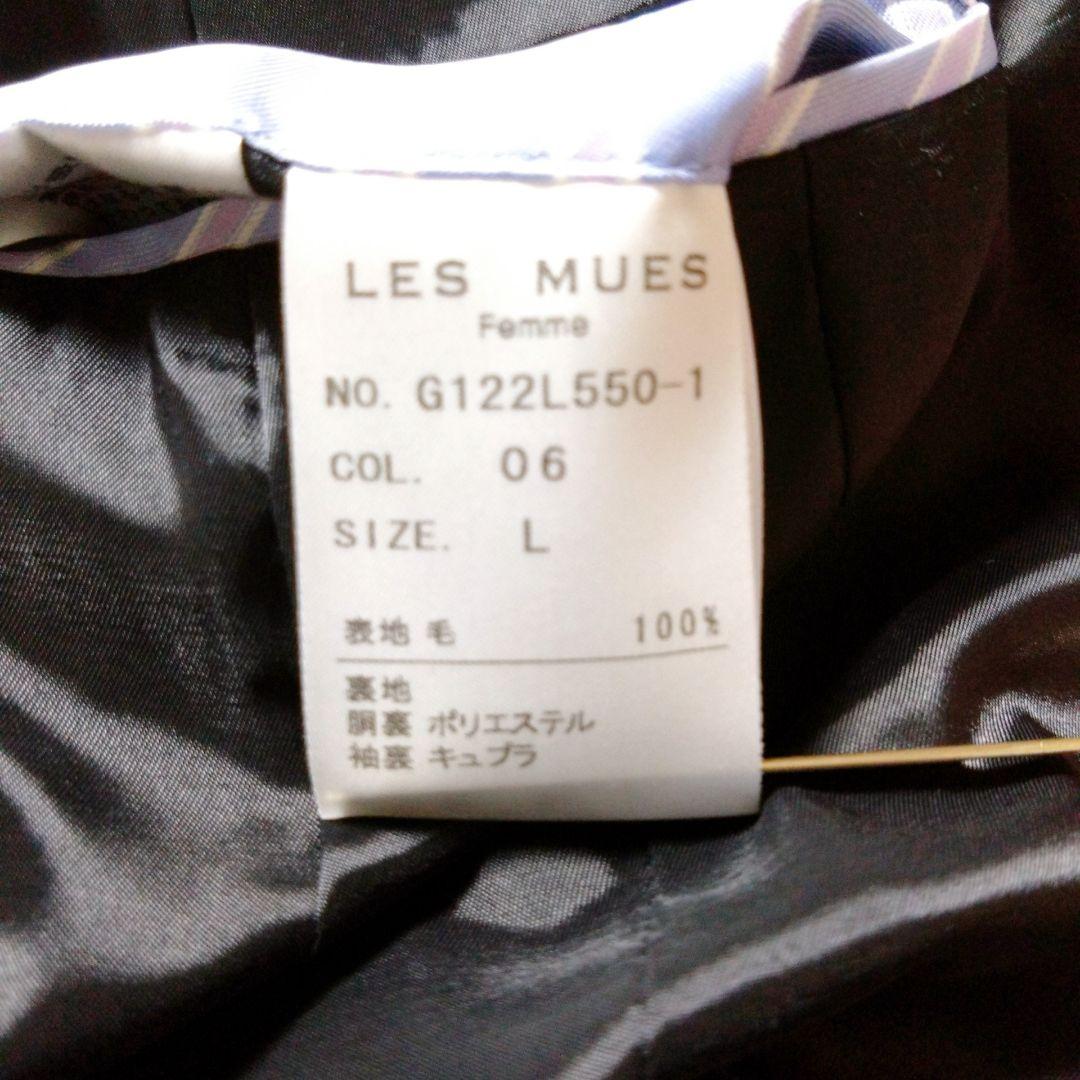 LES MUES
Femme
NO. G122L550-1
COL. 06
SIZE. L
表地 毛 100%
裏地
胴裏 ポリエステル
袖裏 キュプラ